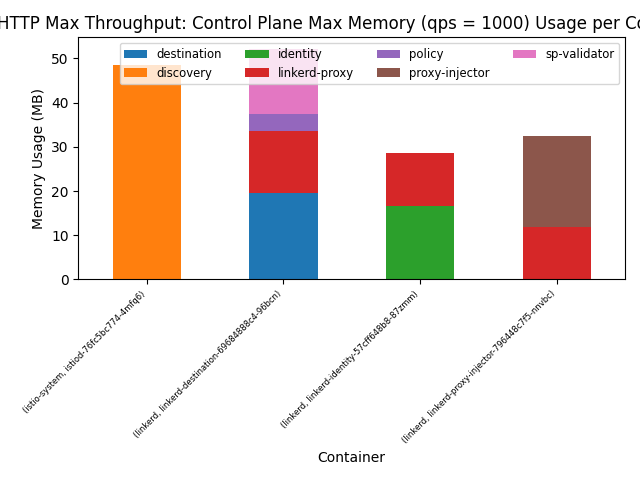 HTTP Max Throughput: Control Plane Max Memory (qps = 1000) Usage per Co
destination
identity
policy
sp-validator
discovery
linkerd-proxy
proxy-injector
Memory Usage (MB)
50
40
30
20
10
0
(istio-system, istiod-76fc5bc774-4mfq6)
(linkerd, linkerd-destination-69684888c4-96bcn)
(linkerd, linkerd-identity-57cff648b8-87zmm)
(linkerd, linkerd-proxy-injector-796448c7f5-nnvbc)
Container